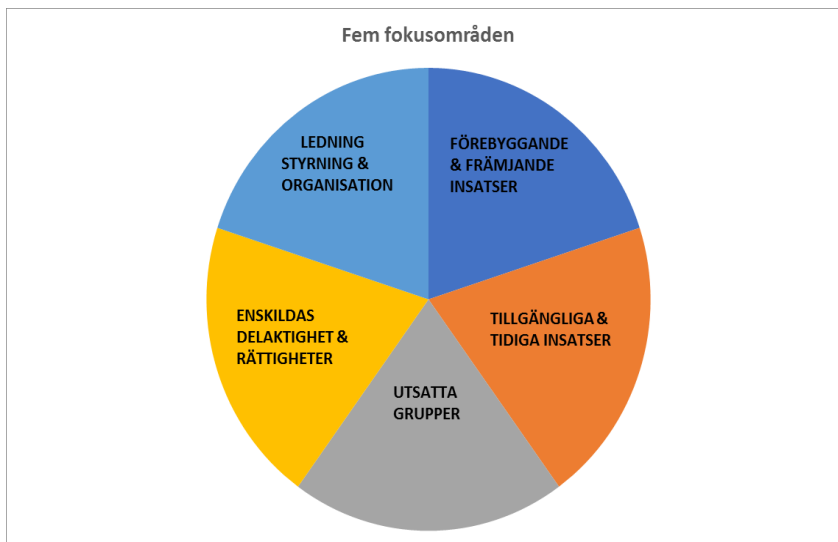 Fem fokusområden
LEDNING
STYRNING &
ORGANISATION
FÖREBYGGANDE
& FRÄMJANDE
INSATSER
ENSKILDAS
DELAKTIGHET &
RÄTTIGHETER
TILLGÄNGLIGA &
TIDIGA INSATSER
UTSATTA
GRUPPER